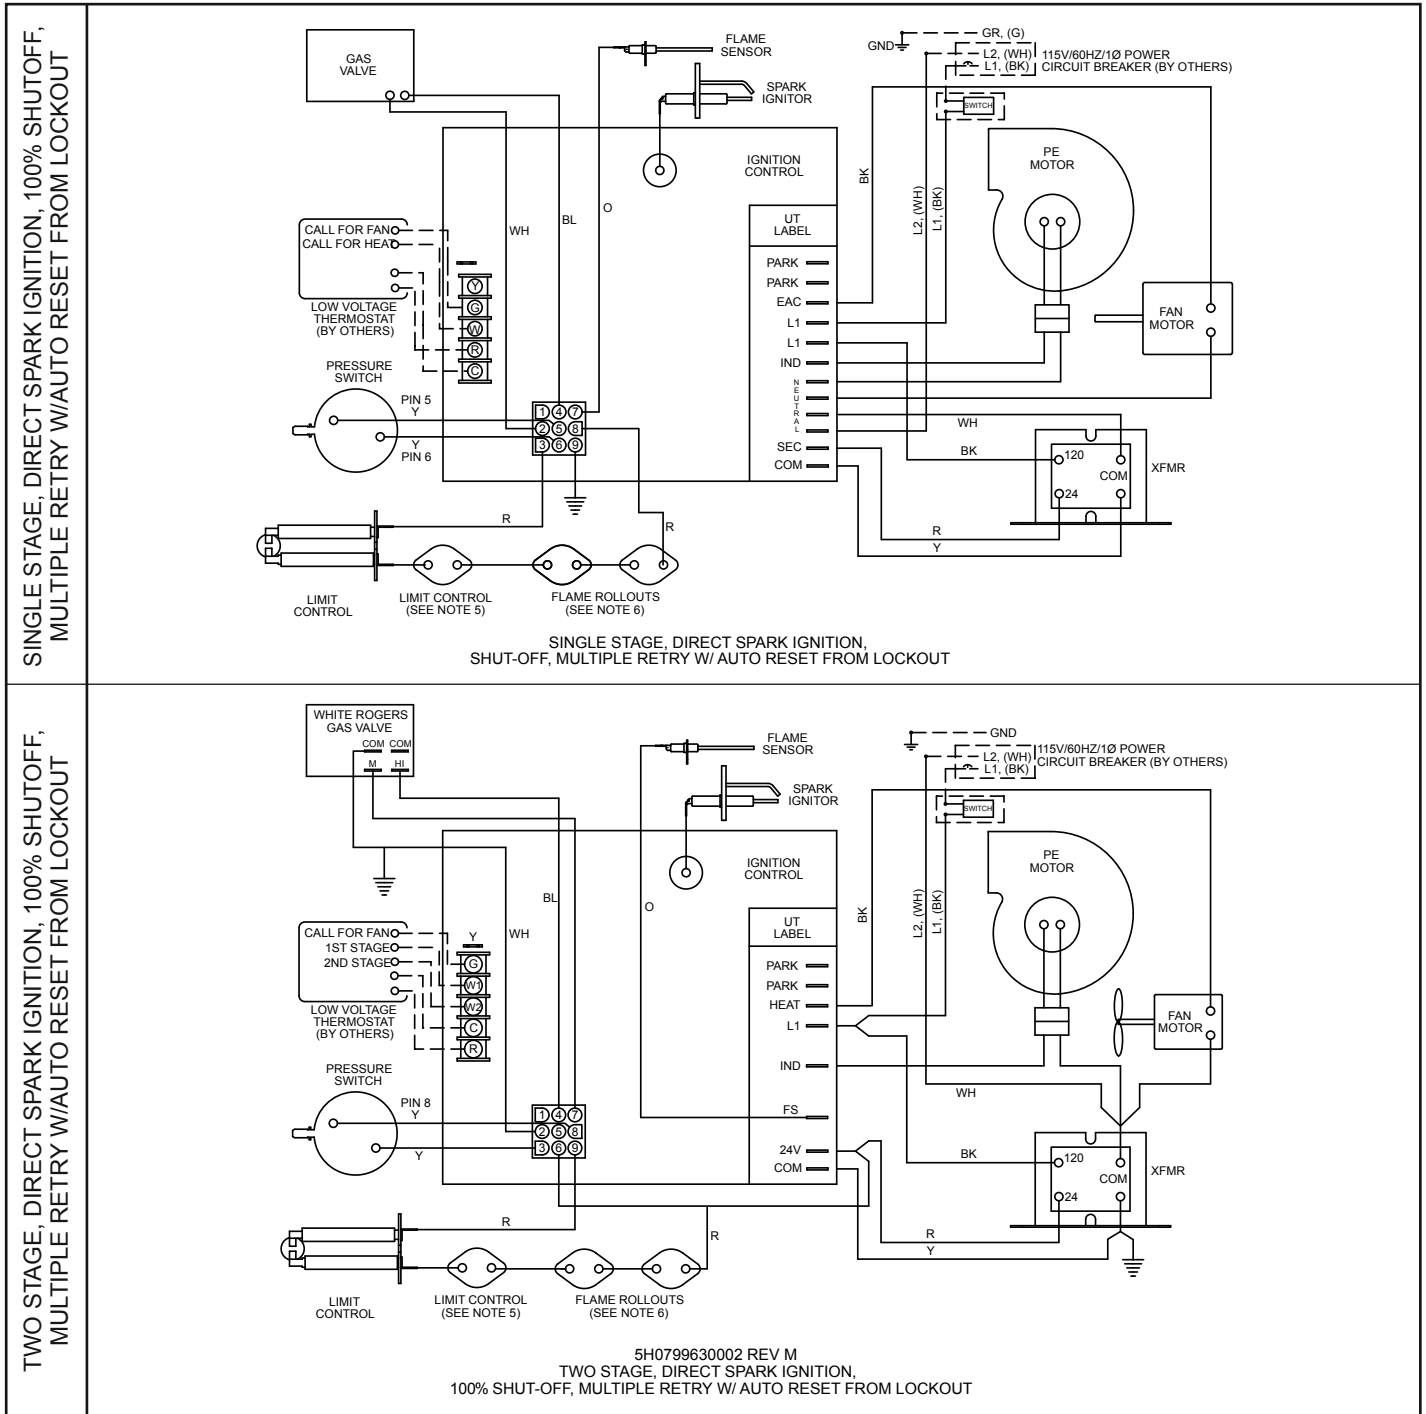 SINGLE STAGE, DIRECT SPARK IGNITION, 100% SHUTOFF,
MULTIPLE RETRY W/AUTO RESET FROM LOCKOUT
GAS
VALVE
FLAME
SENSOR
SPARK
IGNITOR
GND
GR, (G)
L2, (WH)
L1, (BK)
115V/60HZ/1Ø POWER
CIRCUIT BREAKER (BY OTHERS)
SWITCH
IGNITION
CONTROL
PE
MOTOR
BK
L2, (WH)
L1, (BK)
O
BL
WH
CALL FOR FAN
CALL FOR HEAT
LOW VOLTAGE
THERMOSTAT
(BY OTHERS)
Y
G
W
R
C
UT
LABEL
PARK
PARK
EAC
L1
L1
IND
NEUTRAL
SEC
COM
FAN
MOTOR
PRESSURE
SWITCH
PIN 5
Y
Y
PIN 6
1 4 7
2 5 8
3 6 9
WH
BK
120
COM
24
XFMR
R
Y
R
R
LIMIT
CONTROL
LIMIT CONTROL
(SEE NOTE 5)
FLAME ROLLOUTS
(SEE NOTE 6)
SINGLE STAGE, DIRECT SPARK IGNITION,
SHUT-OFF, MULTIPLE RETRY W/ AUTO RESET FROM LOCKOUT
TWO STAGE, DIRECT SPARK IGNITION, 100% SHUTOFF,
MULTIPLE RETRY W/AUTO RESET FROM LOCKOUT
WHITE ROGERS
GAS VALVE
COM COM
M HI
FLAME
SENSOR
SPARK
IGNITOR
GND
L2, (WH)
L1, (BK)
115V/60HZ/1Ø POWER
CIRCUIT BREAKER (BY OTHERS)
SWITCH
IGNITION
CONTROL
PE
MOTOR
BK
L2, (WH)
L1, (BK)
BL
O
WH
CALL FOR FAN
1ST STAGE
2ND STAGE
LOW VOLTAGE
THERMOSTAT
(BY OTHERS)
Y
G
W1
W2
C
R
UT
LABEL
PARK
PARK
HEAT
L1
IND
FS
24V
COM
FAN
MOTOR
PRESSURE
SWITCH
PIN 8
Y
Y
1 4 7
2 5 8
3 6 9
WH
BK
120
COM
24
XFMR
R
Y
R
R
LIMIT
CONTROL
LIMIT CONTROL
(SEE NOTE 5)
FLAME ROLLOUTS
(SEE NOTE 6)
5H0799630002 REV M
TWO STAGE, DIRECT SPARK IGNITION,
100% SHUT-OFF, MULTIPLE RETRY W/ AUTO RESET FROM LOCKOUT